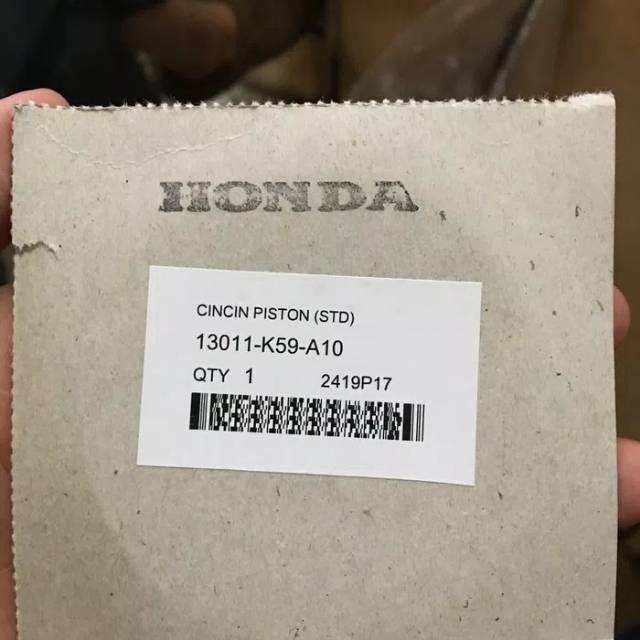 HONDA
CINCIN PISTON (STD)
13011-K59-A10
QTY 1 2419P17